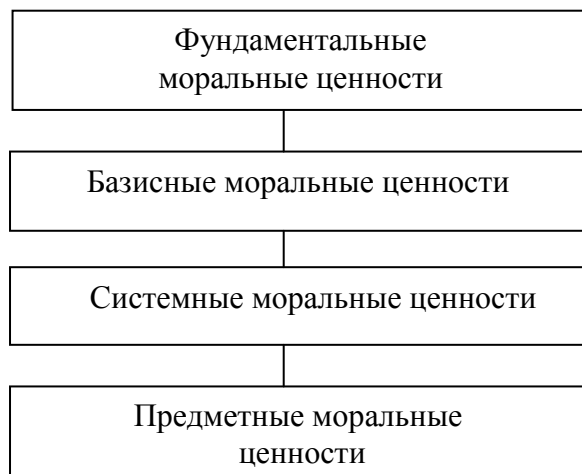 Фундаментальные
моральные ценности
Базисные моральные ценности
Системные моральные ценности
Предметные моральные
ценности